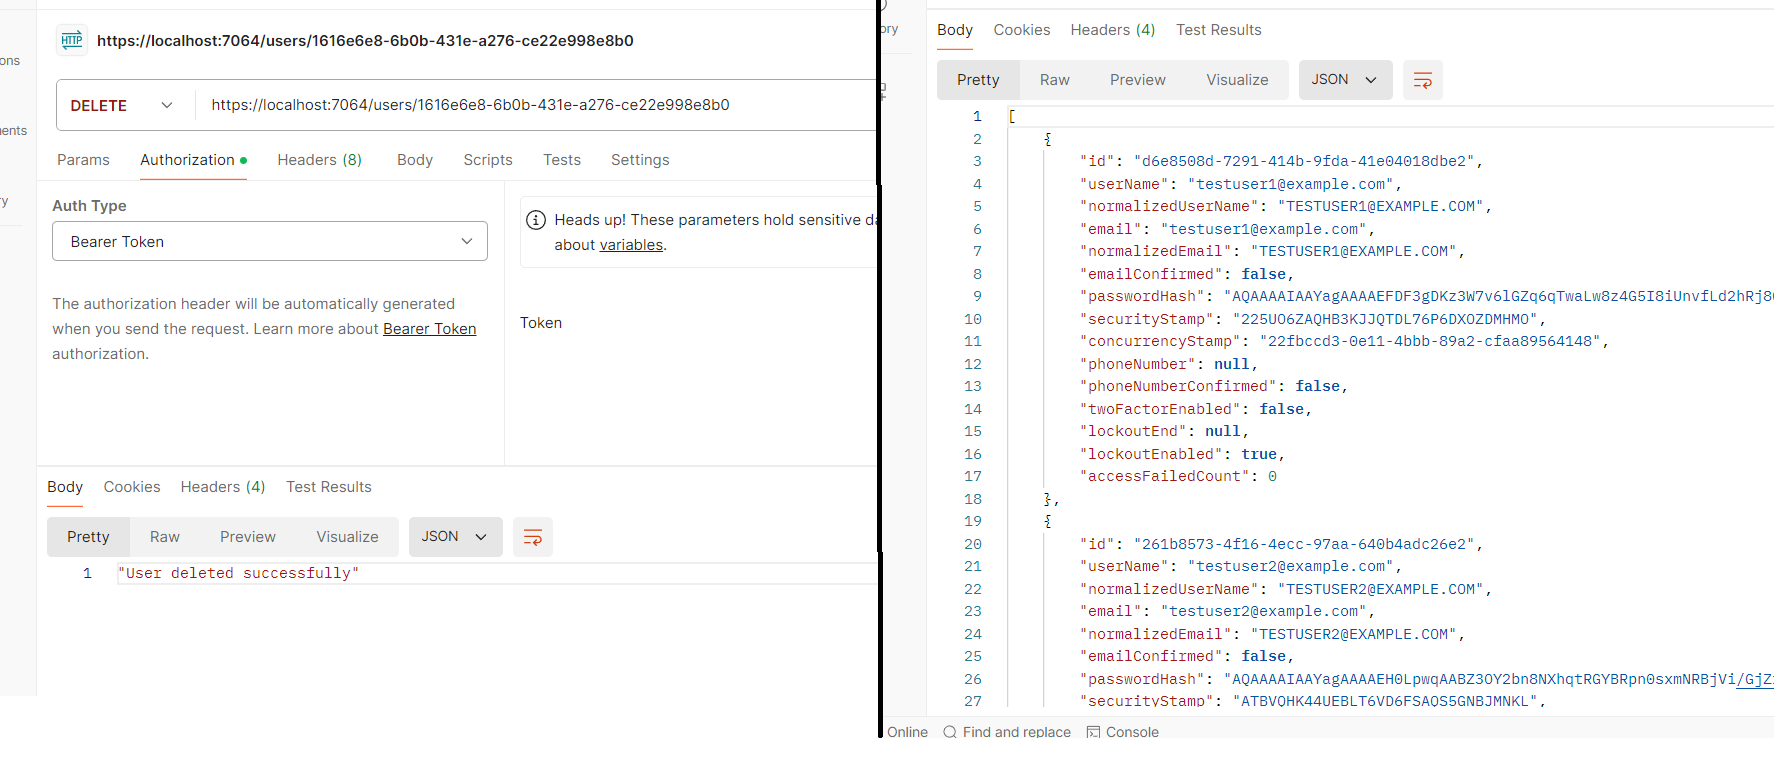 ons
ments
ry
HTTP https://localhost:7064/users/1616e6e8-6b0b-431e-a276-ce22e998e8b0
DELETE https://localhost:7064/users/1616e6e8-6b0b-431e-a276-ce22e998e8b0
Params Authorization Headers (8) Body Scripts Tests Settings
Auth Type
Bearer Token
The authorization header will be automatically generated
when you send the request. Learn more about Bearer Token
authorization.
Heads up! These parameters hold sensitive da
about variables.
Token
Body Cookies Headers (4) Test Results
Pretty Raw Preview Visualize JSON
1 "User deleted successfully"
ory
Body Cookies Headers (4) Test Results
Pretty Raw Preview Visualize JSON
1 [
2 {
3 "id": "d6e8508d-7291-414b-9fda-41e04018dbe2",
4 "userName": "testuser1@example.com",
5 "normalizedUserName": "TESTUSER1@EXAMPLE.COM",
6 "email": "testuser1@example.com",
7 "normalizedEmail": "TESTUSER1@EXAMPLE.COM",
8 "emailConfirmed": false,
9 "passwordHash": "AQAAAAIAAYagAAAAEFDF3gDKz3W7v6lGZq6qTwaLw8z4G5I8iUnvfLd2hRj8
10 "securityStamp": "225UO6ZAQHB3KJJQTDL76P6DXOZDMHMO",
11 "concurrencyStamp": "22fbccd3-0e11-4bbb-89a2-cfaa89564148",
12 "phoneNumber": null,
13 "phoneNumberConfirmed": false,
14 "twoFactorEnabled": false,
15 "lockoutEnd": null,
16 "lockoutEnabled": true,
17 "accessFailedCount": 0
18 },
19 {
20 "id": "261b8573-4f16-4ecc-97aa-640b4adc26e2",
21 "userName": "testuser2@example.com",
22 "normalizedUserName": "TESTUSER2@EXAMPLE.COM",
23 "email": "testuser2@example.com",
24 "normalizedEmail": "TESTUSER2@EXAMPLE.COM",
25 "emailConfirmed": false,
26 "passwordHash": "AQAAAAIAAYagAAAAEH0LpwqAABZ3OY2bn8NXhqtRGYBRpn0sxmNRBjVi/GjZ
27 "securityStamp": "ATBVQHK44UEBLT6VD6FSAQS5GNBJMNKL",
Online Find and replace Console